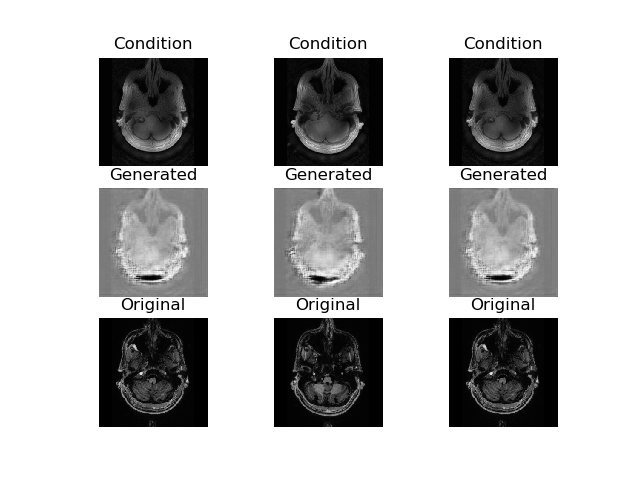 Condition Condition Condition
Generated Generated Generated
Original Original Original